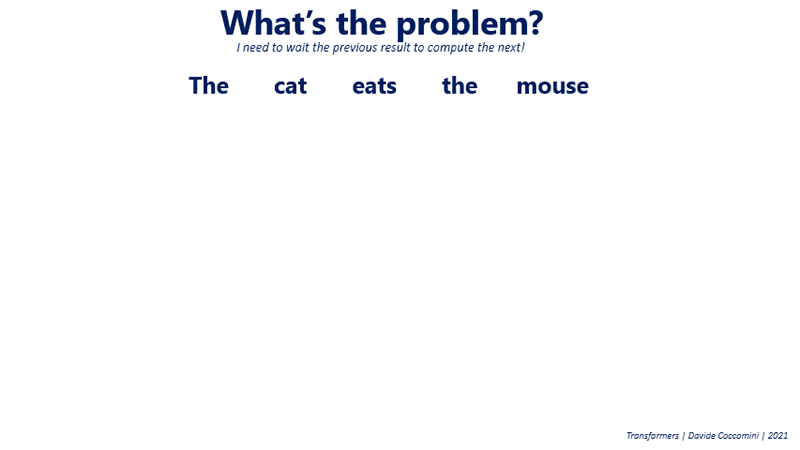 What's the problem?
I need to wait the previous result to compute the next!
The cat eats the mouse
Transformers | Davide Coccomini | 2021